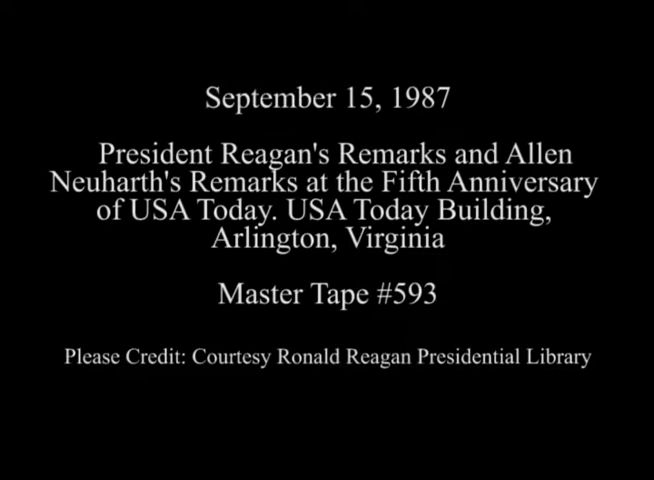 September 15, 1987
President Reagan's Remarks and Allen
Neuharth's Remarks at the Fifth Anniversary
of USA Today. USA Today Building,
Arlington, Virginia
Master Tape #593
Please Credit: Courtesy Ronald Reagan Presidential Library